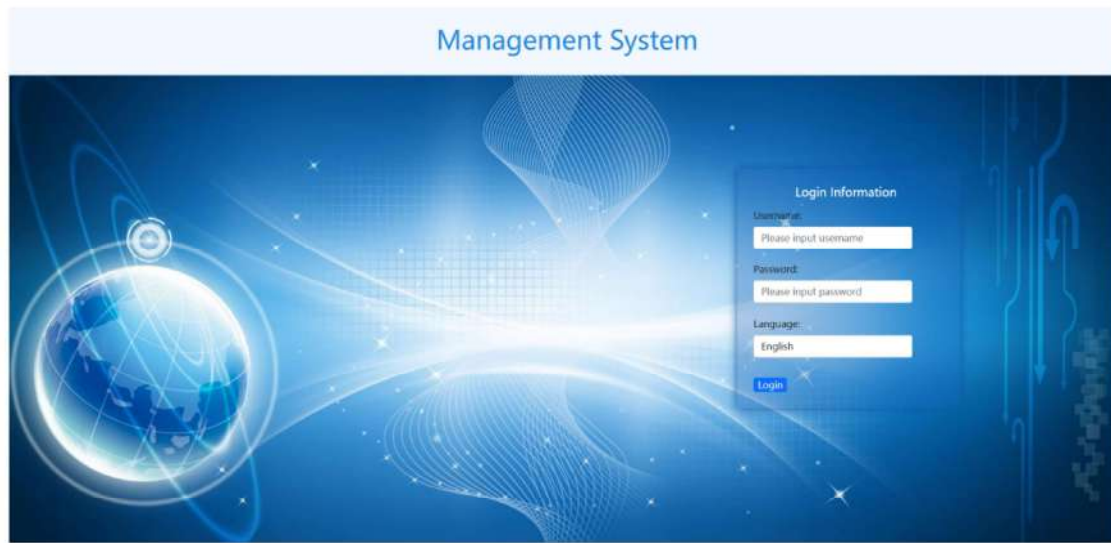 Management System
Login Information
Username:
Please input username
Password:
Please input password
Language:
English
Login